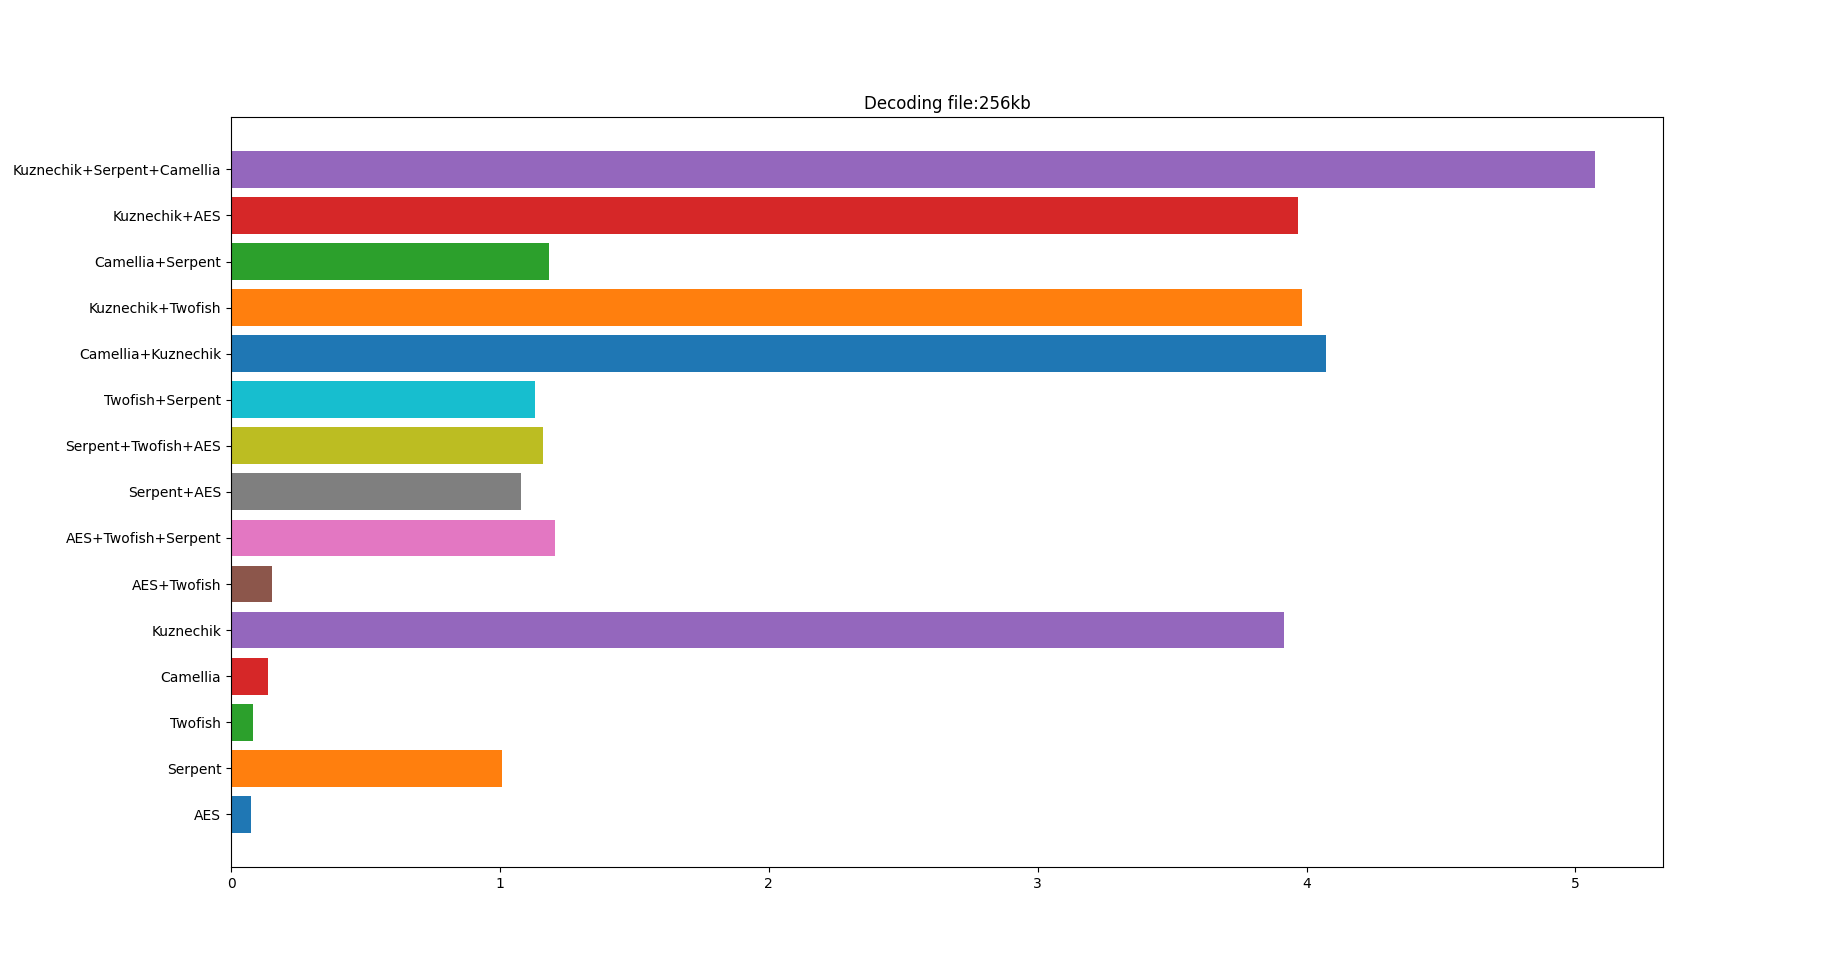 Decoding file:256kb
Kuznechik+Serpent+Camellia
Kuznechik+AES
Camellia+Serpent
Kuznechik+Twofish
Camellia+Kuznechik
Twofish+Serpent
Serpent+Twofish+AES
Serpent+AES
AES+Twofish+Serpent
AES+Twofish
Kuznechik
Camellia
Twofish
Serpent
AES
0 1 2 3 4 5